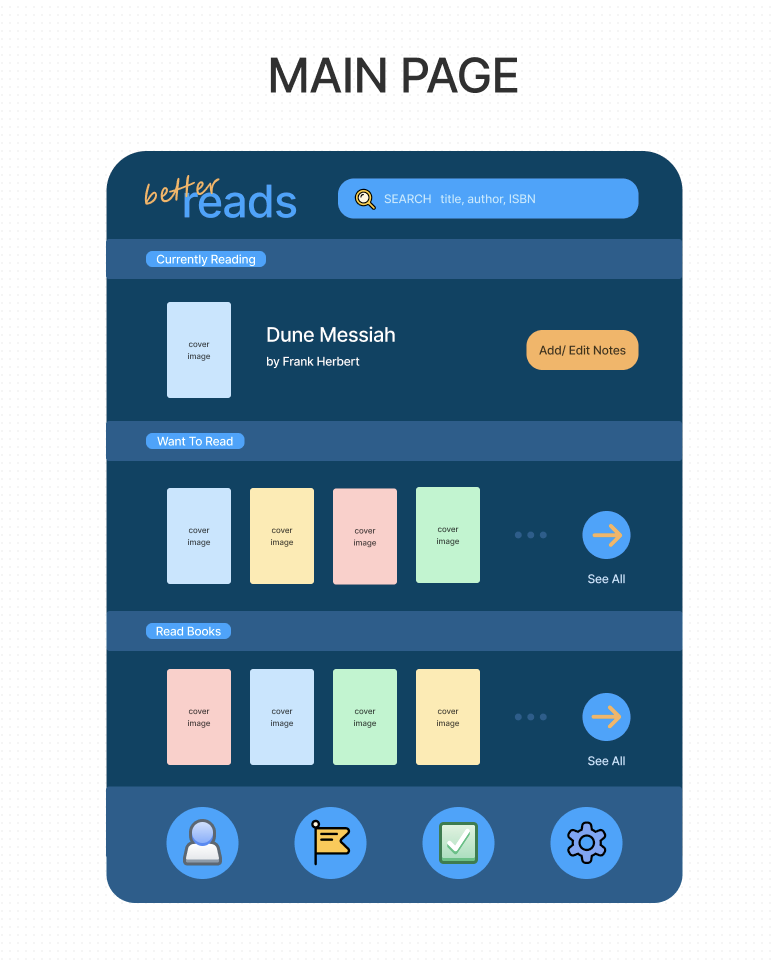 MAIN PAGE
better
reads
SEARCH title, author, ISBN
Currently Reading
cover
image
Dune Messiah
by Frank Herbert
Add/ Edit Notes
Want To Read
cover
image
cover
image
cover
image
cover
image
See All
Read Books
cover
image
cover
image
cover
image
cover
image
See All